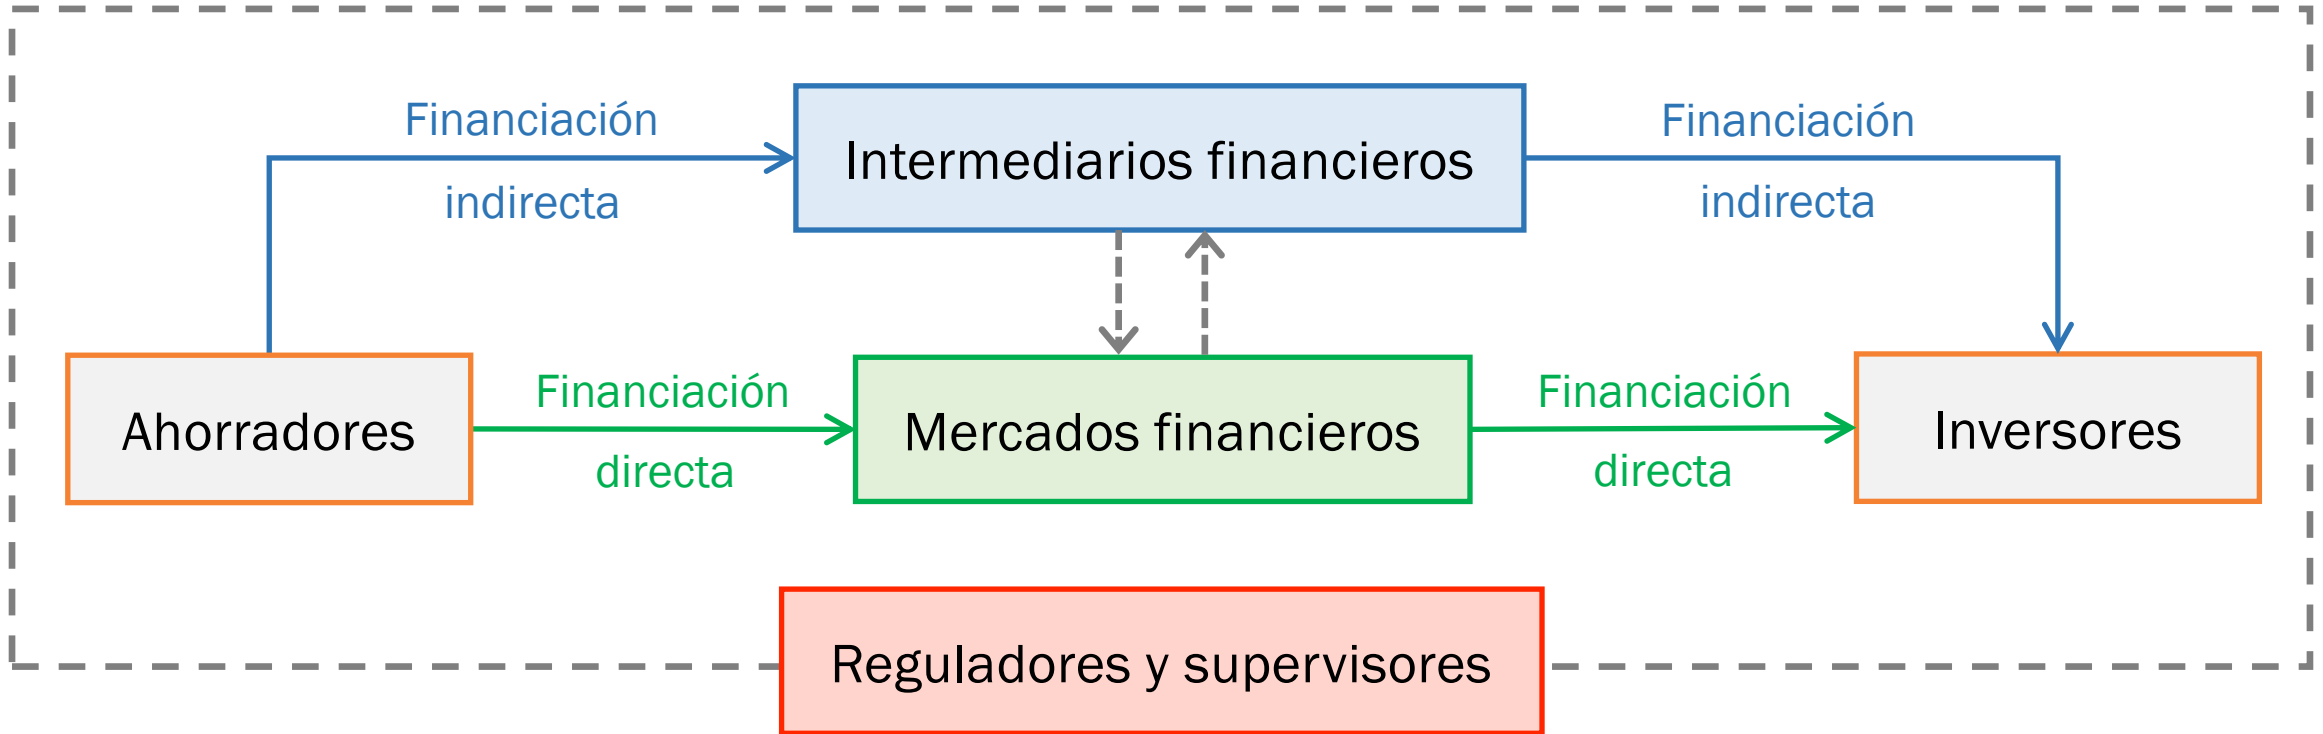 Financiación
indirecta
Intermediarios financieros
Financiación
indirecta
Ahorradores
Financiación
directa
Mercados financieros
Financiación
directa
Inversores
Reguladores y supervisores